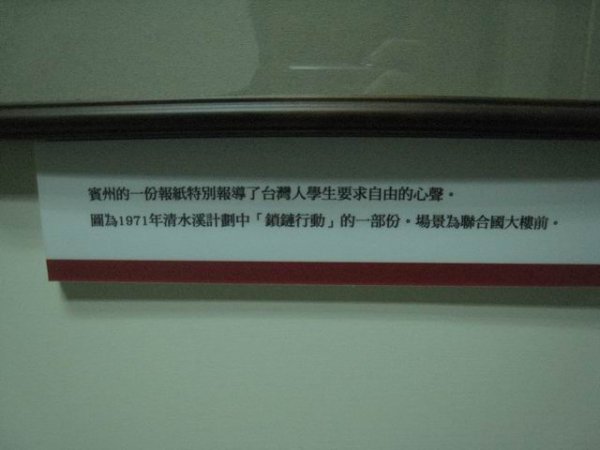 賓州的一份報紙特別報導了台灣人學生要求自由的心聲。
圖為1971年清水溪計劃中「鎖鏈行動」的一部份。場景為聯合國大樓前。